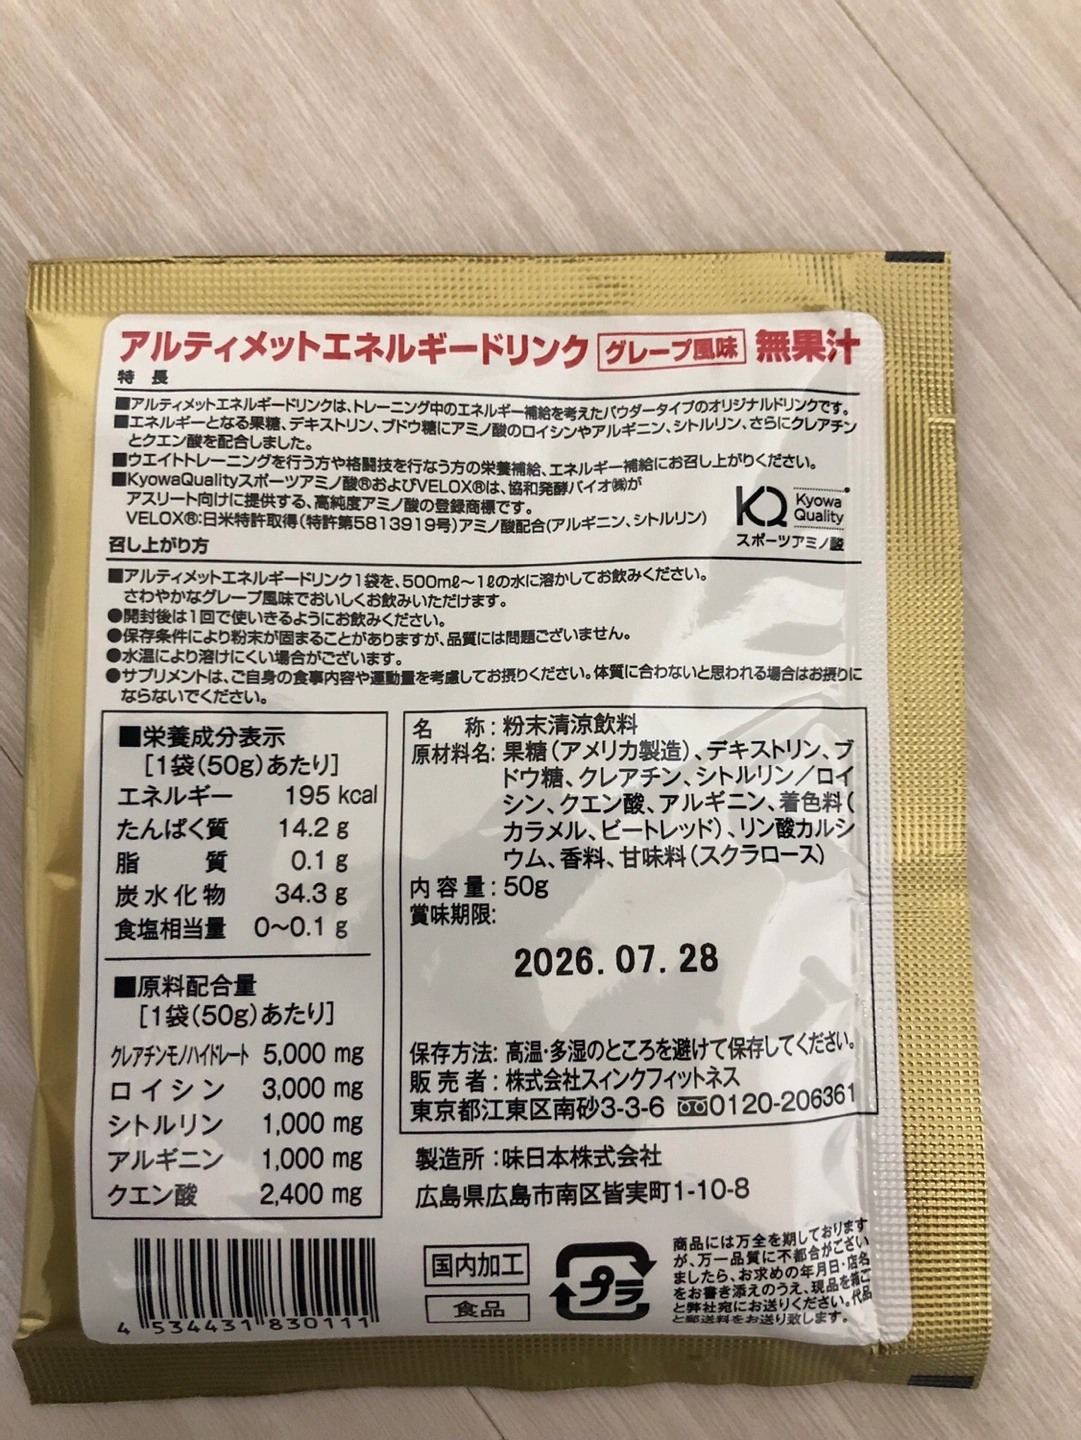 アルティメットエネルギードリンク グレープ風味 無果汁
特 長
■アルティメットエネルギードリンクは、トレーニング中のエネルギー補給を考えたパウダータイプのオリジナルドリンクです。
■エネルギーとなる果糖、デキストリン、ブドウ糖にアミノ酸のロイシンやアルギニン、シトルリン、さらにクレアチン
とクエン酸を配合しました。
■ウエイトトレーニングを行う方や格闘技を行なう方の栄養補給、エネルギー補給にお召し上がりください。
■KyowaQualityスポーツアミノ酸®およびVELOX®は、協和発酵バイオ㈱が
アスリート向けに提供する、高純度アミノ酸の登録商標です。
VELOX®:日米特許取得(特許第5813919号)アミノ酸配合(アルギニン、シトルリン)
KQ Kyowa Quality
スポーツアミノ酸
召し上がり方
■アルティメットエネルギードリンク1袋を、500mℓ～1ℓの水に溶かしてお飲みください。
さわやかなグレープ風味でおいしくお飲みいただけます。
●開封後は1回で使いきるようにお飲みください。
●保存条件により粉末が固まることがありますが、品質には問題ございません。
●水温により溶けにくい場合がございます。
●サプリメントは、ご自身の食事内容や運動量を考慮してお摂りください。体質に合わないと思われる場合はお摂りに
ならないでください。
■栄養成分表示
[1袋(50g)あたり]
エネルギー 195 kcal
たんぱく質 14.2 g
脂 質 0.1 g
炭水化物 34.3 g
食塩相当量 0～0.1 g
■原料配合量
[1袋(50g)あたり]
クレアチンモノハイドレート 5,000 mg
ロイシン 3,000 mg
シトルリン 1,000 mg
アルギニン 1,000 mg
クエン酸 2,400 mg
名 称:粉末清涼飲料
原材料名:果糖(アメリカ製造)、デキストリン、ブ
ドウ糖、クレアチン、シトルリン／ロイ
シン、クエン酸、アルギニン、着色料(
カラメル、ビートレッド)、リン酸カルシ
ウム、香料、甘味料(スクラロース)
内容量:50g
賞味期限:
2026.07.28
保存方法:高温・多湿のところを避けて保存してください。
販売者:株式会社スィンクフィットネス
東京都江東区南砂3-3-6 0120-206361
製造所:味日本株式会社
広島県広島市南区皆実町1-10-8
4 534431 830111
国内加工
食品
プラ
商品には万全を期しております
が、万一品質に不都合がござい
ましたら、お求めの年月日・店名
をお書き添えのうえ、現品を箱ご
と弊社宛にお送りください。代品
と郵送料をお送り致します。